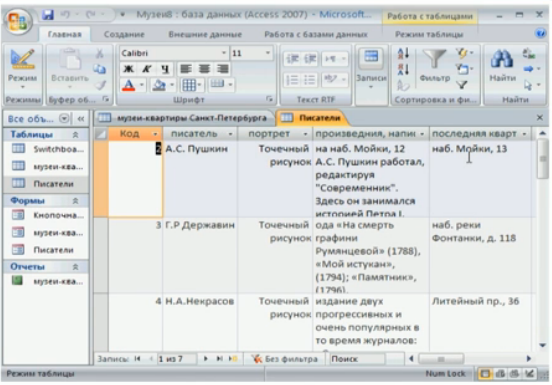 Музеи8 : база данных (Access 2007) - Microsoft...
Работа с таблицами
Главная Создание Внешние данные Работа с базами данных Режим таблицы
Режим
Вставить
Calibri 11
Ж К Ч
Записи
Фильтр
Найти
Режимы Буфер об... Шрифт Текст RTF Сортировка и фи... Найти
Все объ...
музеи-квартиры Санкт-Петербурга Писатели
Таблицы
Switchboa...
музеи-ква...
Писатели
Формы
Кнопочна...
музеи-ква...
Писатели
Отчеты
музеи-ква...
Код писатель портрет произведния, напис последняя кварт
2 А.С. Пушкин Точечный рисунок на наб. Мойки, 12 наб. Мойки, 13
А.С. Пушкин работал,
редактируя
"Современник".
Здесь он занимался
историей Петра I.
3 Г.Р Державин Точечный рисунок ода «На смерть наб. реки
графини Фонтанки, д. 118
Румянцевой» (1788),
«Мой истукан»,
(1794); «Памятник»,
(1796).
4 Н.А.Некрасов Точечный рисунок издание двух Литейный пр., 36
прогрессивных и
очень популярных в
то время журналов:
Запись: 1 из 7 Без фильтра Поиск
Режим таблицы Num Lock